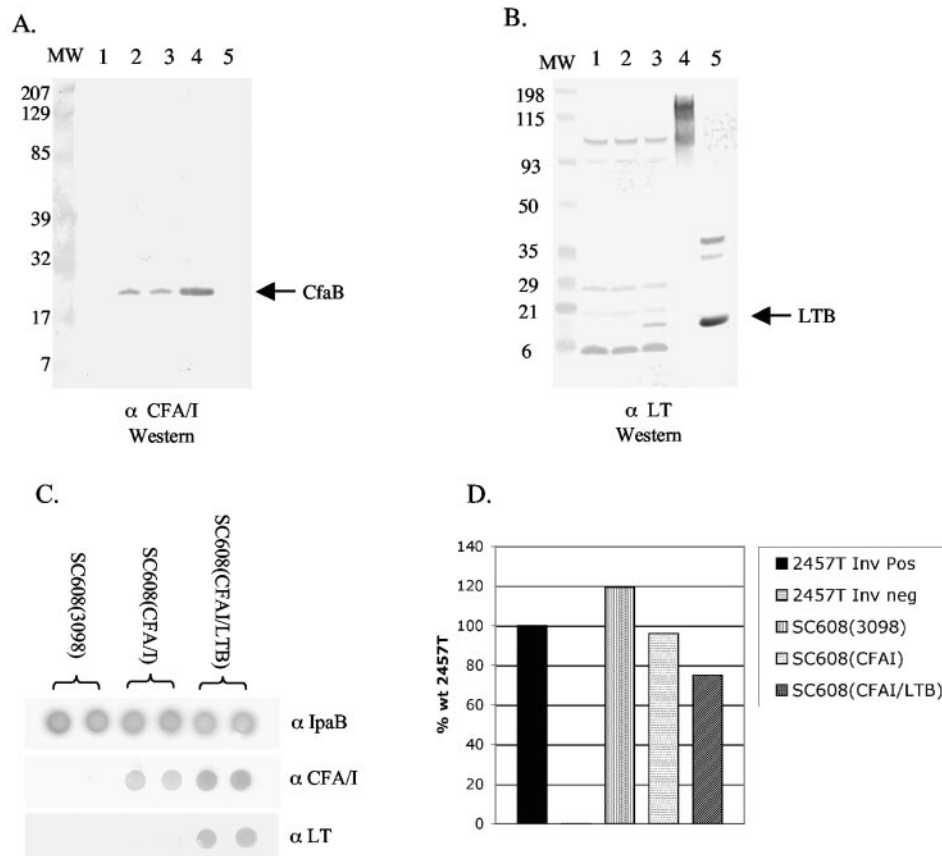 A.
MW 1 2 3 4 5
207
129
85
39
32
17
7
CfaB
α CFA/I
Western
B.
MW 1 2 3 4 5
198
115
93
50
35
29
21
6
LTB
α LT
Western
C.
SC608(3098)
SC608(CFA/I)
SC608(CFAI/LTB)
α IpaB
α CFA/I
α LT
D.
% wt 2457T
140
120
100
80
60
40
20
0
2457T Inv Pos
2457T Inv neg
SC608(3098)
SC608(CFAI)
SC608(CFAI/LTB)